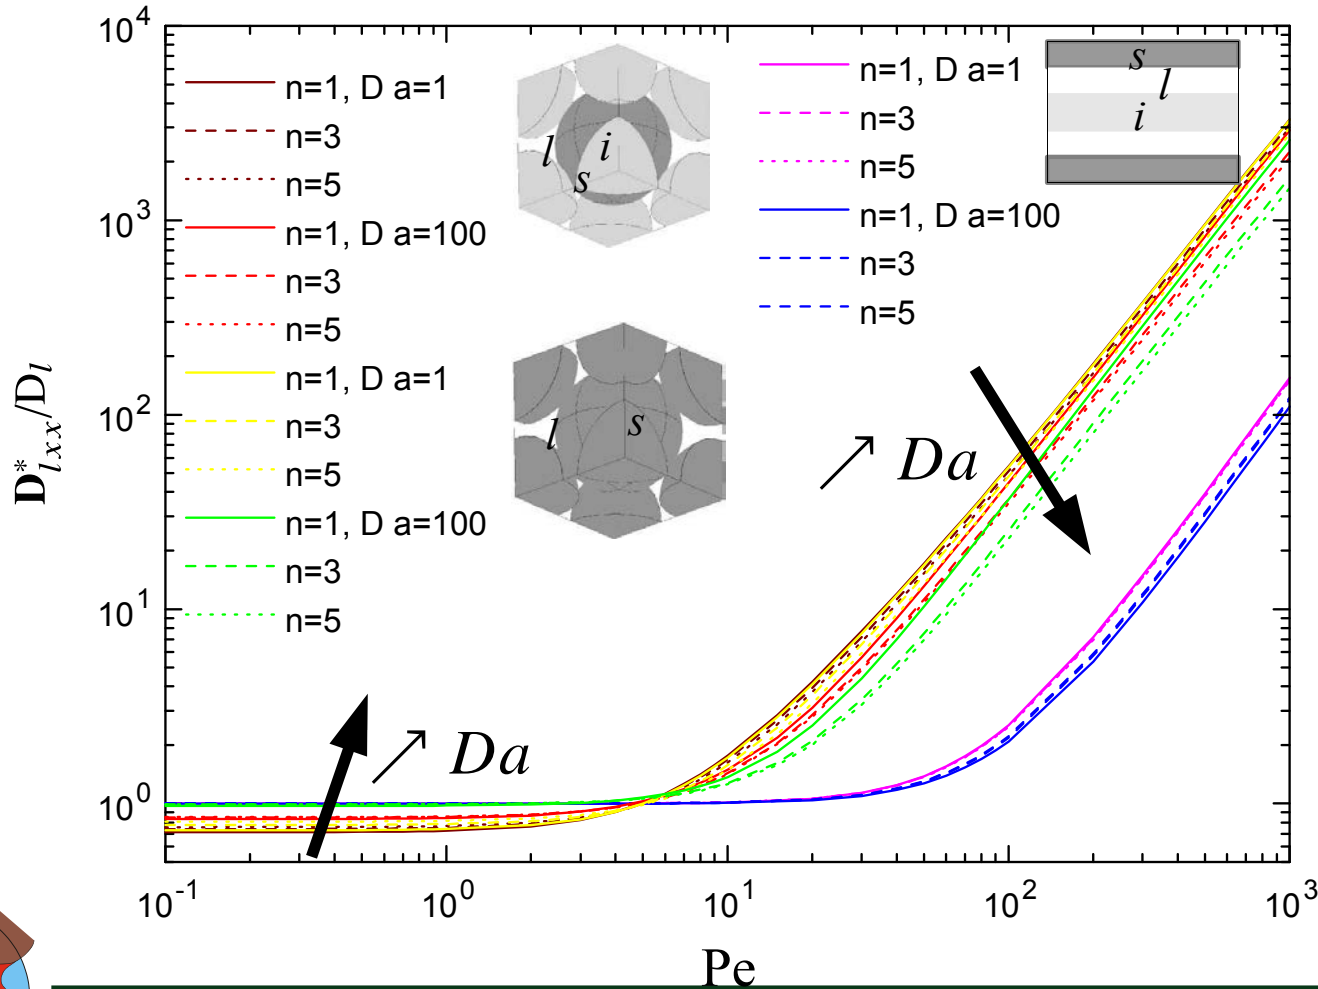 10^4
10^3
10^2
10^1
10^0
D*_{lxx}/D_l
n=1, D a=1
n=3
n=5
n=1, D a=100
n=3
n=5
n=1, D a=1
n=3
n=5
n=1, D a=100
n=3
n=5
l
i
s
l
s
n=1, D a=1
n=3
n=5
n=1, D a=100
n=3
n=5
s
l
i
↗ Da
↗ Da
10^-1
10^0
10^1
10^2
10^3
Pe